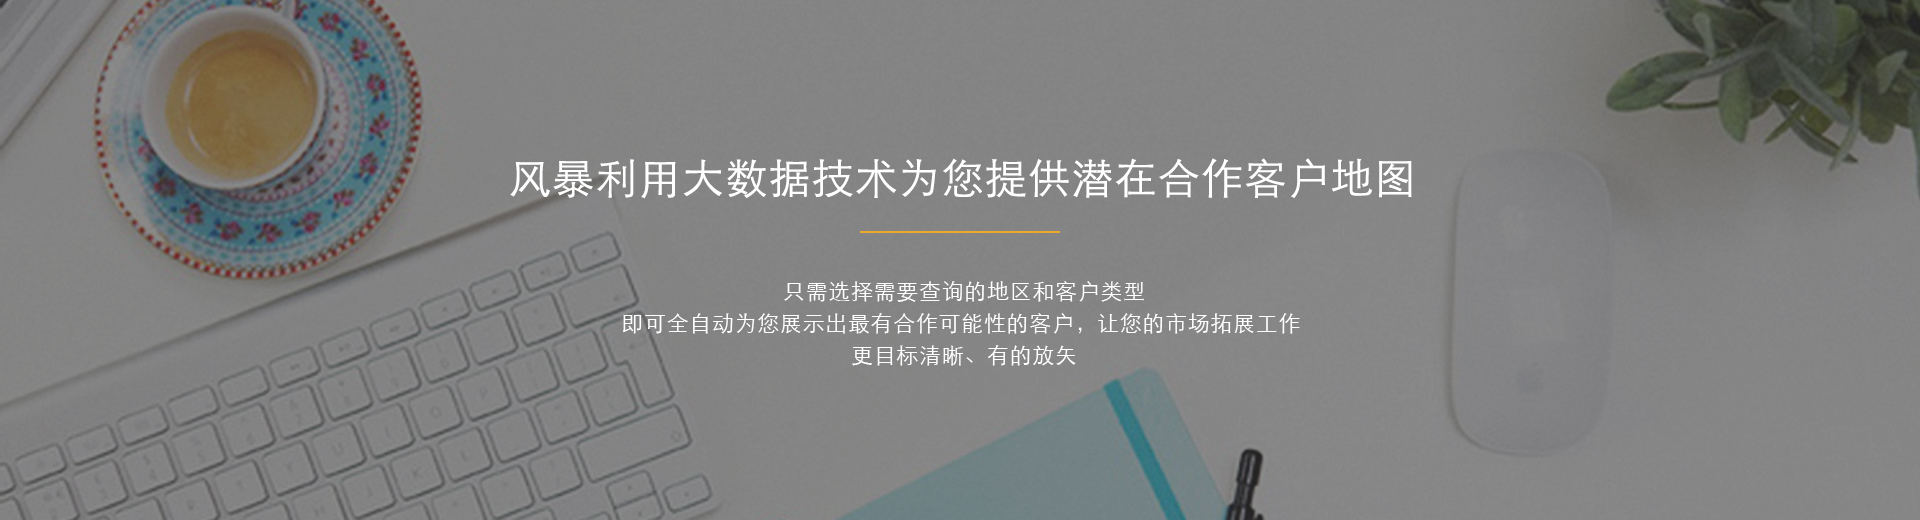 风暴利用大数据技术为您提供潜在合作客户地图
只需选择需要查询的地区和客户类型
即可全自动为您展示出最有合作可能性的客户，让您的市场拓展工作
更目标清晰、有的放矢